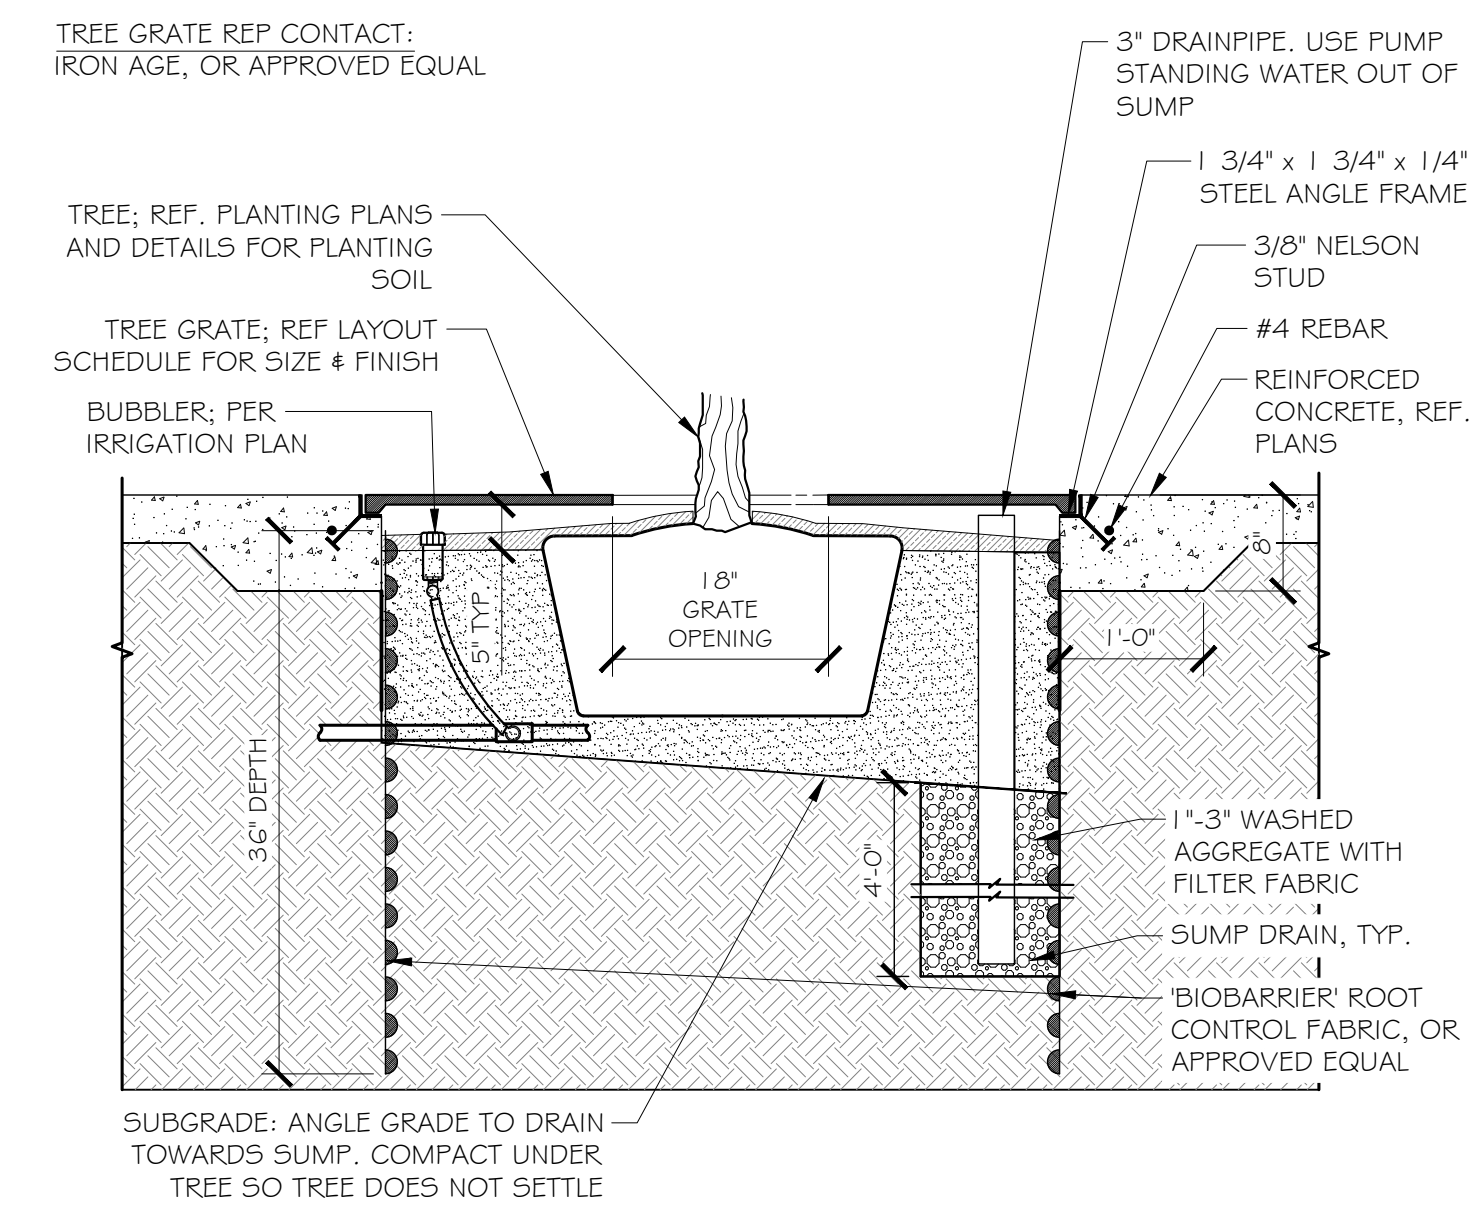 TREE GRATE REP CONTACT:
IRON AGE, OR APPROVED EQUAL
3" DRAINPIPE. USE PUMP
STANDING WATER OUT OF
SUMP
1 3/4" x 1 3/4" x 1/4"
STEEL ANGLE FRAME
TREE; REF. PLANTING PLANS
AND DETAILS FOR PLANTING
SOIL
3/8" NELSON
STUD
TREE GRATE; REF LAYOUT
SCHEDULE FOR SIZE & FINISH
#4 REBAR
BUBBLER; PER
IRRIGATION PLAN
REINFORCED
CONCRETE, REF.
PLANS
8"
18"
GRATE
OPENING
5" TYP
1'-0"
36" DEPTH
4'-0"
1"-3" WASHED
AGGREGATE WITH
FILTER FABRIC
SUMP DRAIN, TYP.
'BIOBARRIER' ROOT
CONTROL FABRIC, OR
APPROVED EQUAL
SUBGRADE: ANGLE GRADE TO DRAIN
TOWARDS SUMP. COMPACT UNDER
TREE SO TREE DOES NOT SETTLE